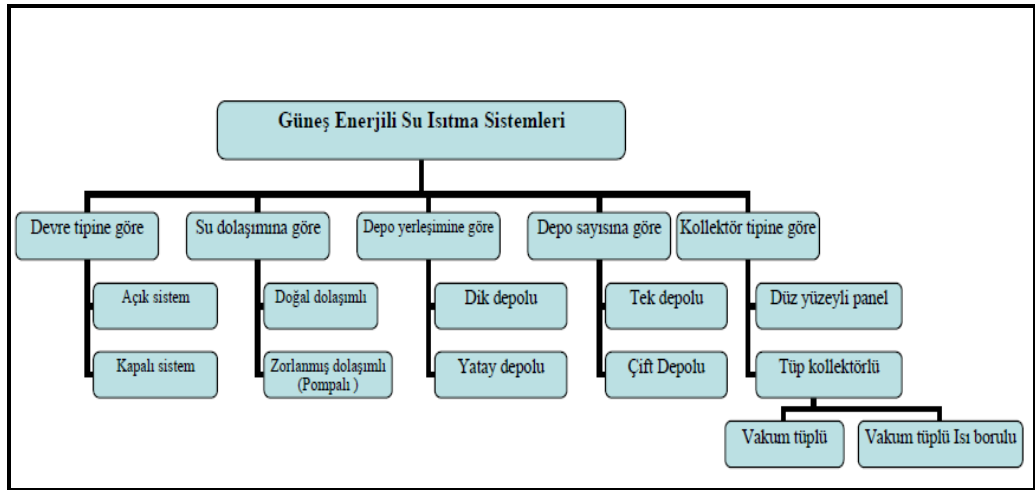 Güneş Enerjili Su Isıtma Sistemleri
Devre tipine göre
Su dolaşımına göre
Depo yerleşimine göre
Depo sayısına göre
Kollektör tipine göre
Açık sistem
Doğal dolaşımlı
Dik depolu
Tek depolu
Düz yüzeyli panel
Kapalı sistem
Zorlanmış dolaşımlı
(Pompalı )
Yatay depolu
Çift Depolu
Tüp kollektörlü
Vakum tüplü
Vakum tüplü Isı borulu